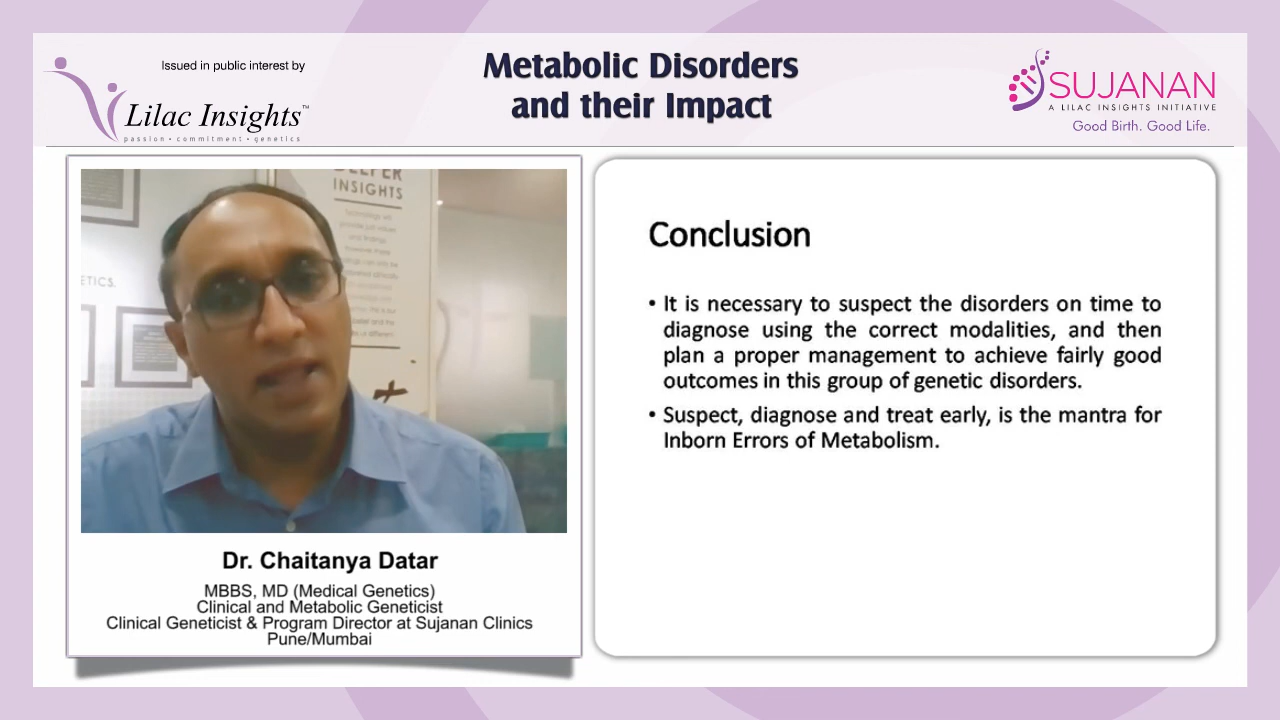 Issued in public interest by
Lilac Insights™
passion • commitment • genetics
Metabolic Disorders
and their Impact
SUJANAN
A LILAC INSIGHTS INITIATIVE
Good Birth. Good Life.
DEEPER
INSIGHTS
ETICS.
Dr. Chaitanya Datar
MBBS, MD (Medical Genetics)
Clinical and Metabolic Geneticist
Clinical Geneticist & Program Director at Sujanan Clinics
Pune/Mumbai
Conclusion
• It is necessary to suspect the disorders on time to
diagnose using the correct modalities, and then
plan a proper management to achieve fairly good
outcomes in this group of genetic disorders.
• Suspect, diagnose and treat early, is the mantra for
Inborn Errors of Metabolism.